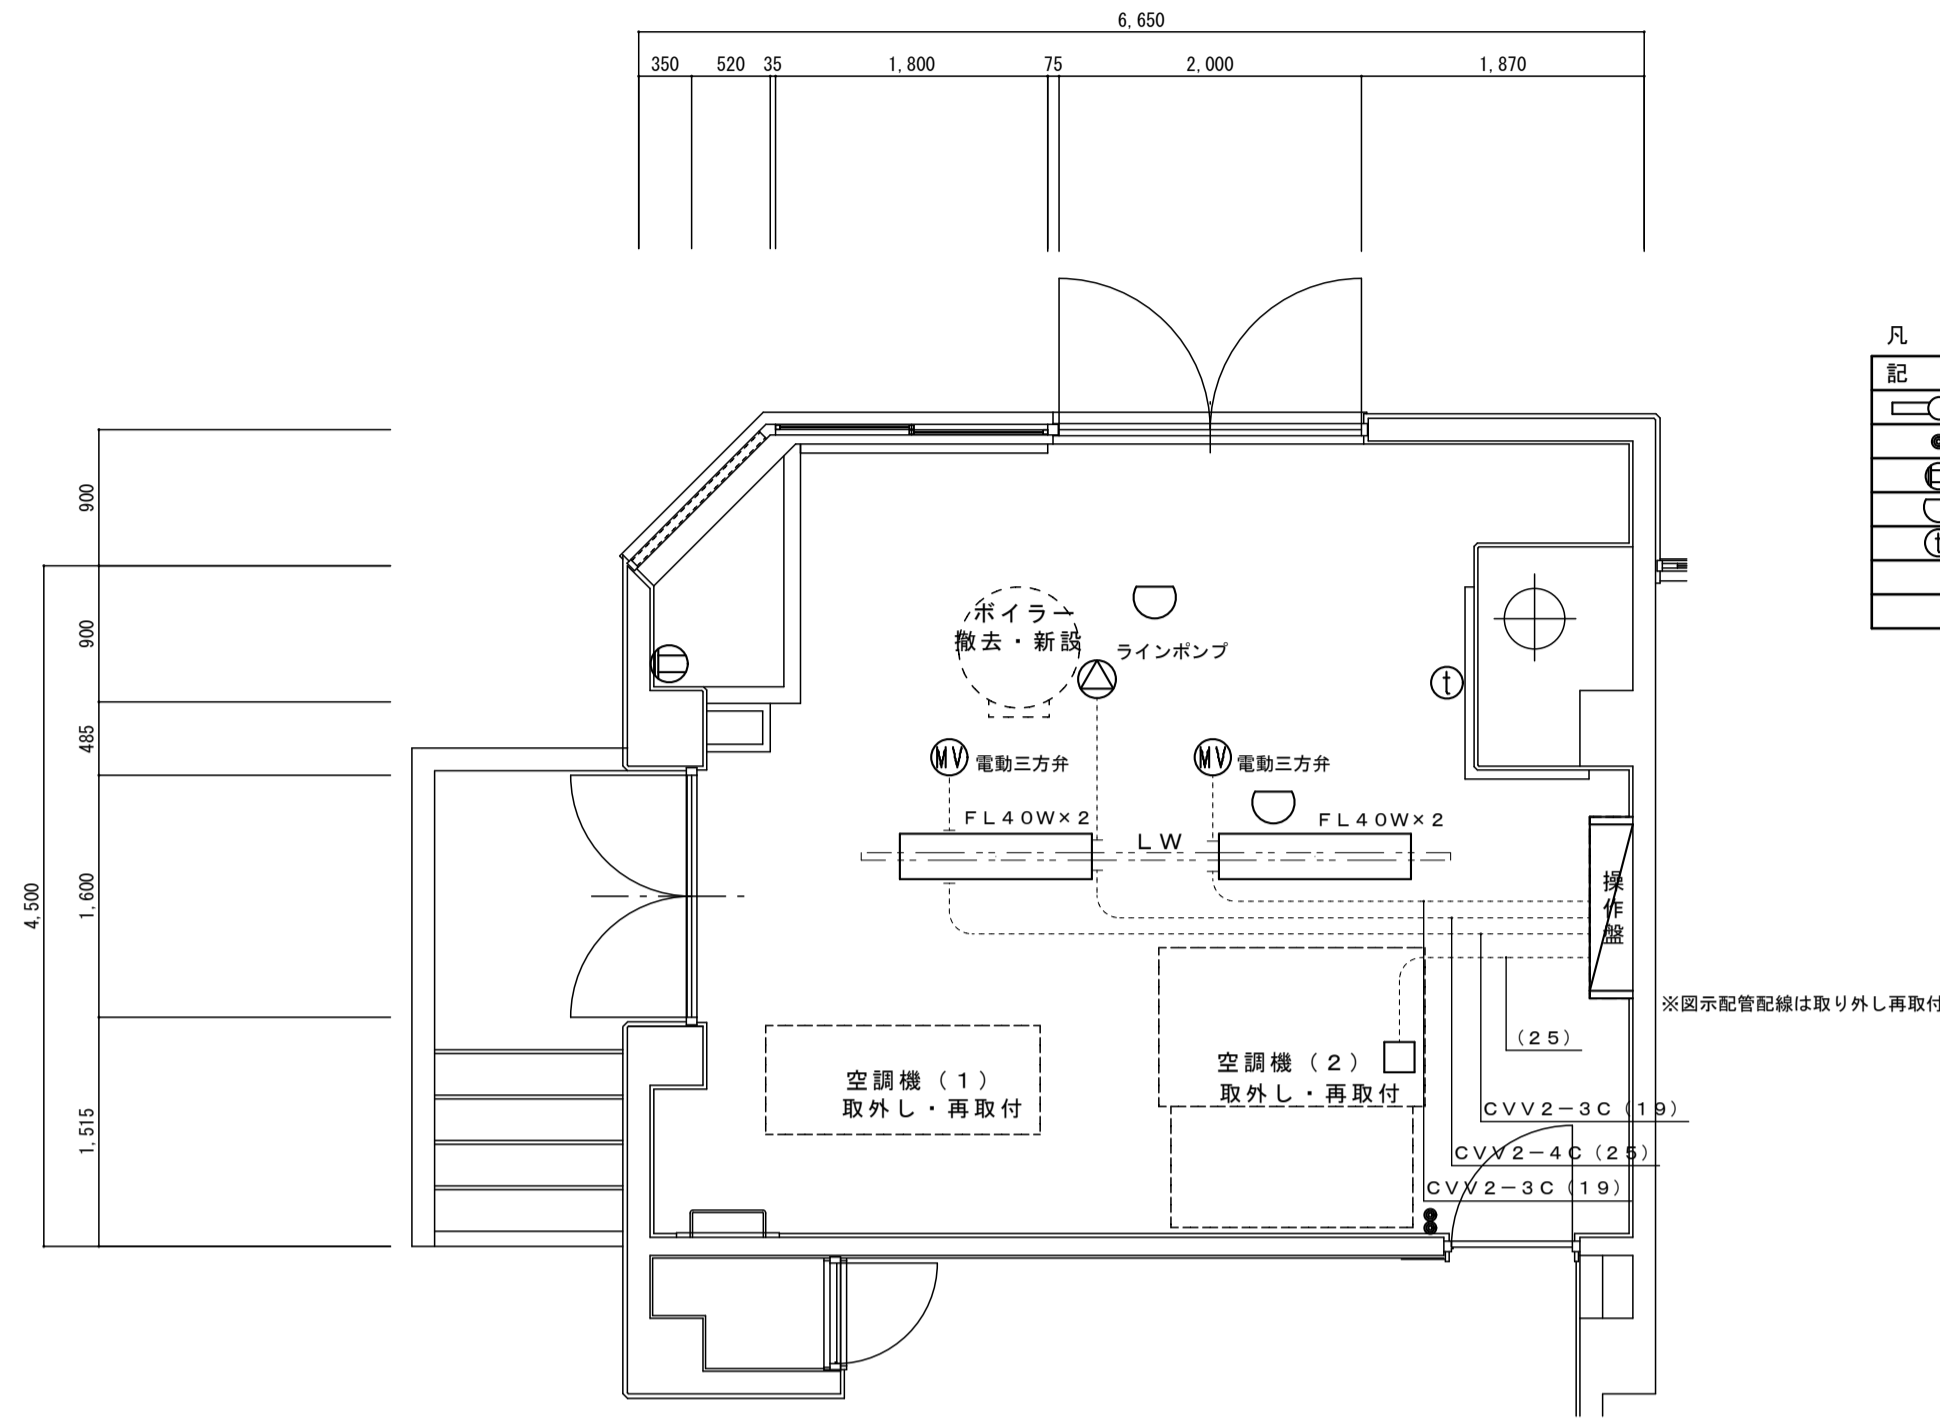 6,650
350
520
35
1,800
75
2,000
1,870
凡
記
900
900
485
1,600
1,515
4,500
ボイラー
撤去・新設
ラインポンプ
t
t
MV
電動三方弁
MV
電動三方弁
FL40W×2
LW
FL40W×2
操作盤
※図示配管配線は取り外し再取付
(25)
空調機(1)
取外し・再取付
空調機(2)
取外し・再取付
CVV2-3C(19)
CVV2-4C(25)
CVV2-3C(19)